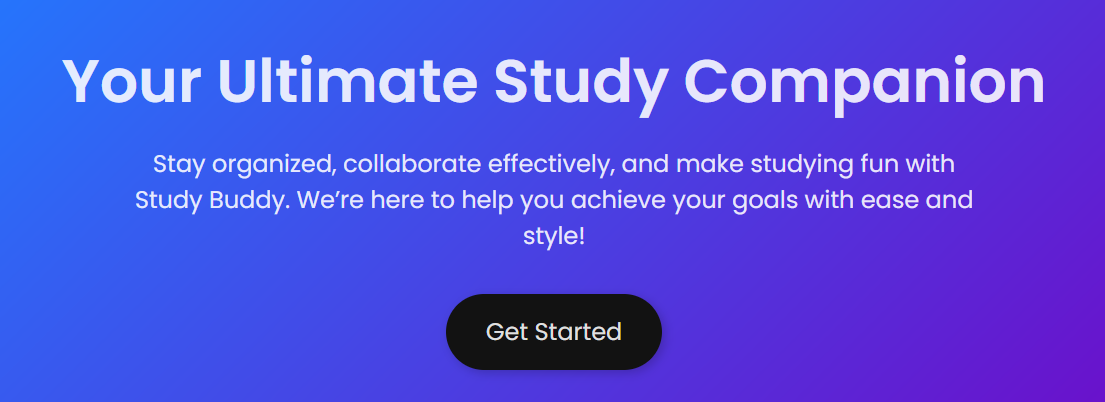 Your Ultimate Study Companion
Stay organized, collaborate effectively, and make studying fun with
Study Buddy. We’re here to help you achieve your goals with ease and
style!
Get Started